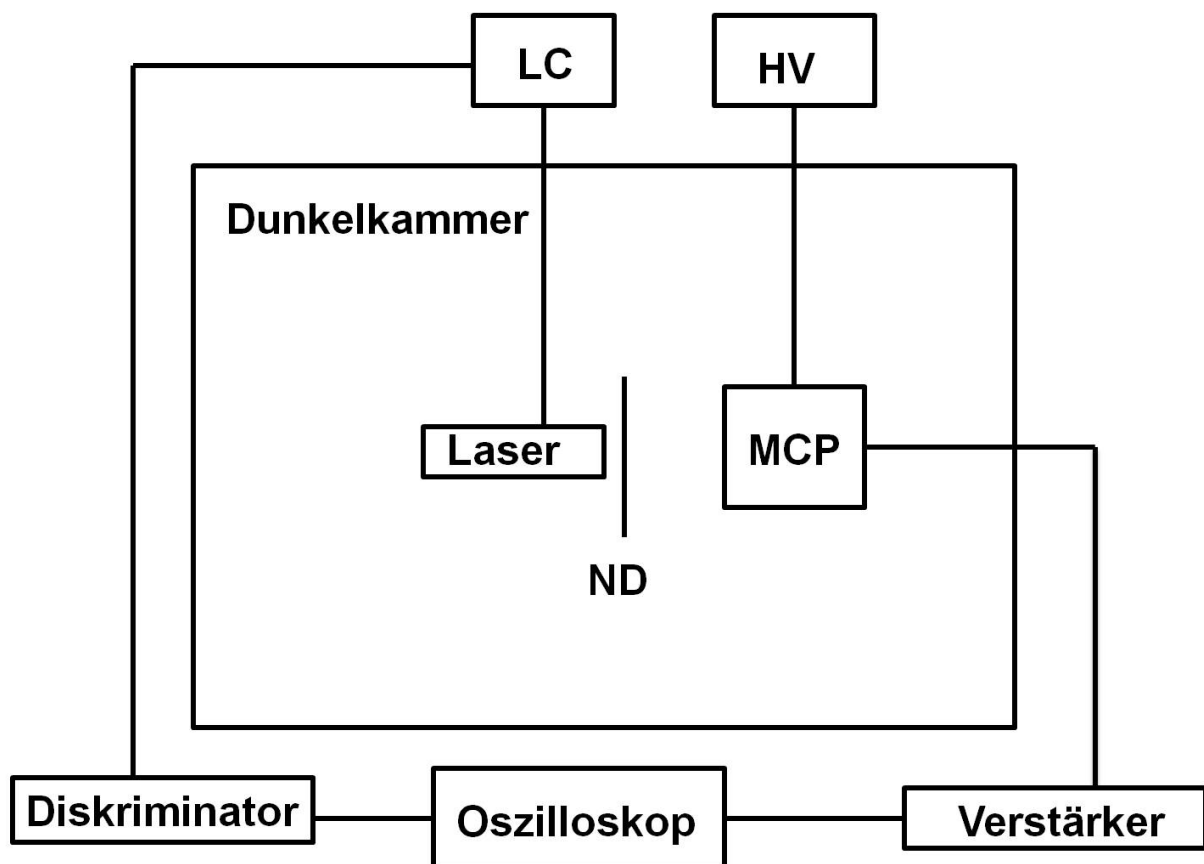 LC
HV
Dunkelkammer
Laser
MCP
ND
Diskriminator
Oszilloskop
Verstärker